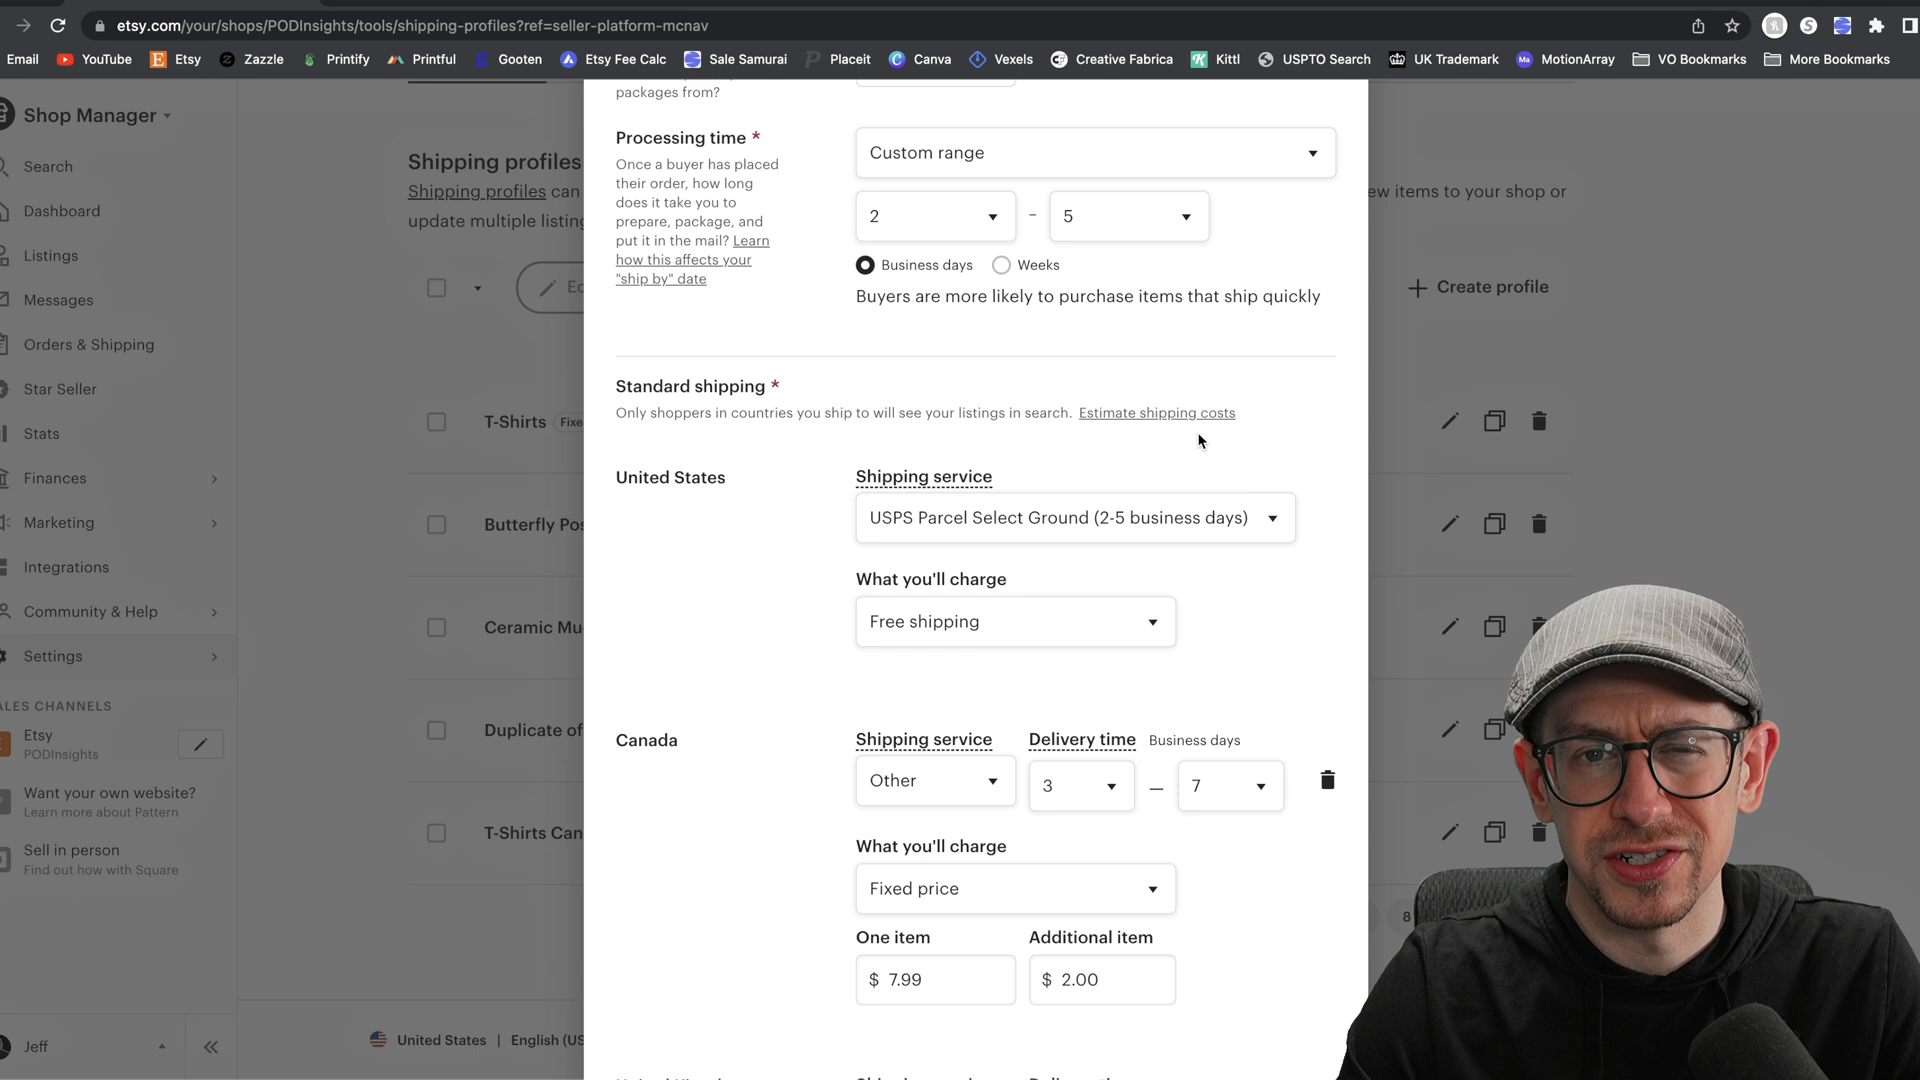 etsy.com/your/shops/PODInsights/tools/shipping-profiles?ref=seller-platform-mcnav
Email YouTube Etsy Zazzle Printify Printful Gooten Etsy Fee Calc Sale Samurai Placeit Canva Vexels Creative Fabrica Kittl USPTO Search UK Trademark MotionArray VO Bookmarks More Bookmarks
Shop Manager
Search
Dashboard
Listings
Messages
Orders & Shipping
Star Seller
Stats
Finances
Marketing
Integrations
Community & Help
Settings
ALES CHANNELS
Etsy
PODInsights
Want your own website?
Learn more about Pattern
Sell in person
Find out how with Square
Jeff
Shipping profiles
Shipping profiles can
ew items to your shop or
update multiple listing
Create profile
T-Shirts Fixe
Butterfly Pos
Ceramic Mu
Duplicate of
T-Shirts Can
8
United States | English (US
packages from?
Processing time *
Once a buyer has placed
their order, how long
does it take you to
prepare, package, and
put it in the mail? Learn
how this affects your
"ship by" date
Custom range
2 - 5
Business days Weeks
Buyers are more likely to purchase items that ship quickly
Standard shipping *
Only shoppers in countries you ship to will see your listings in search. Estimate shipping costs
United States
Shipping service
USPS Parcel Select Ground (2-5 business days)
What you'll charge
Free shipping
Canada
Shipping service Delivery time Business days
Other 3 — 7
What you'll charge
Fixed price
One item Additional item
$ 7.99 $ 2.00